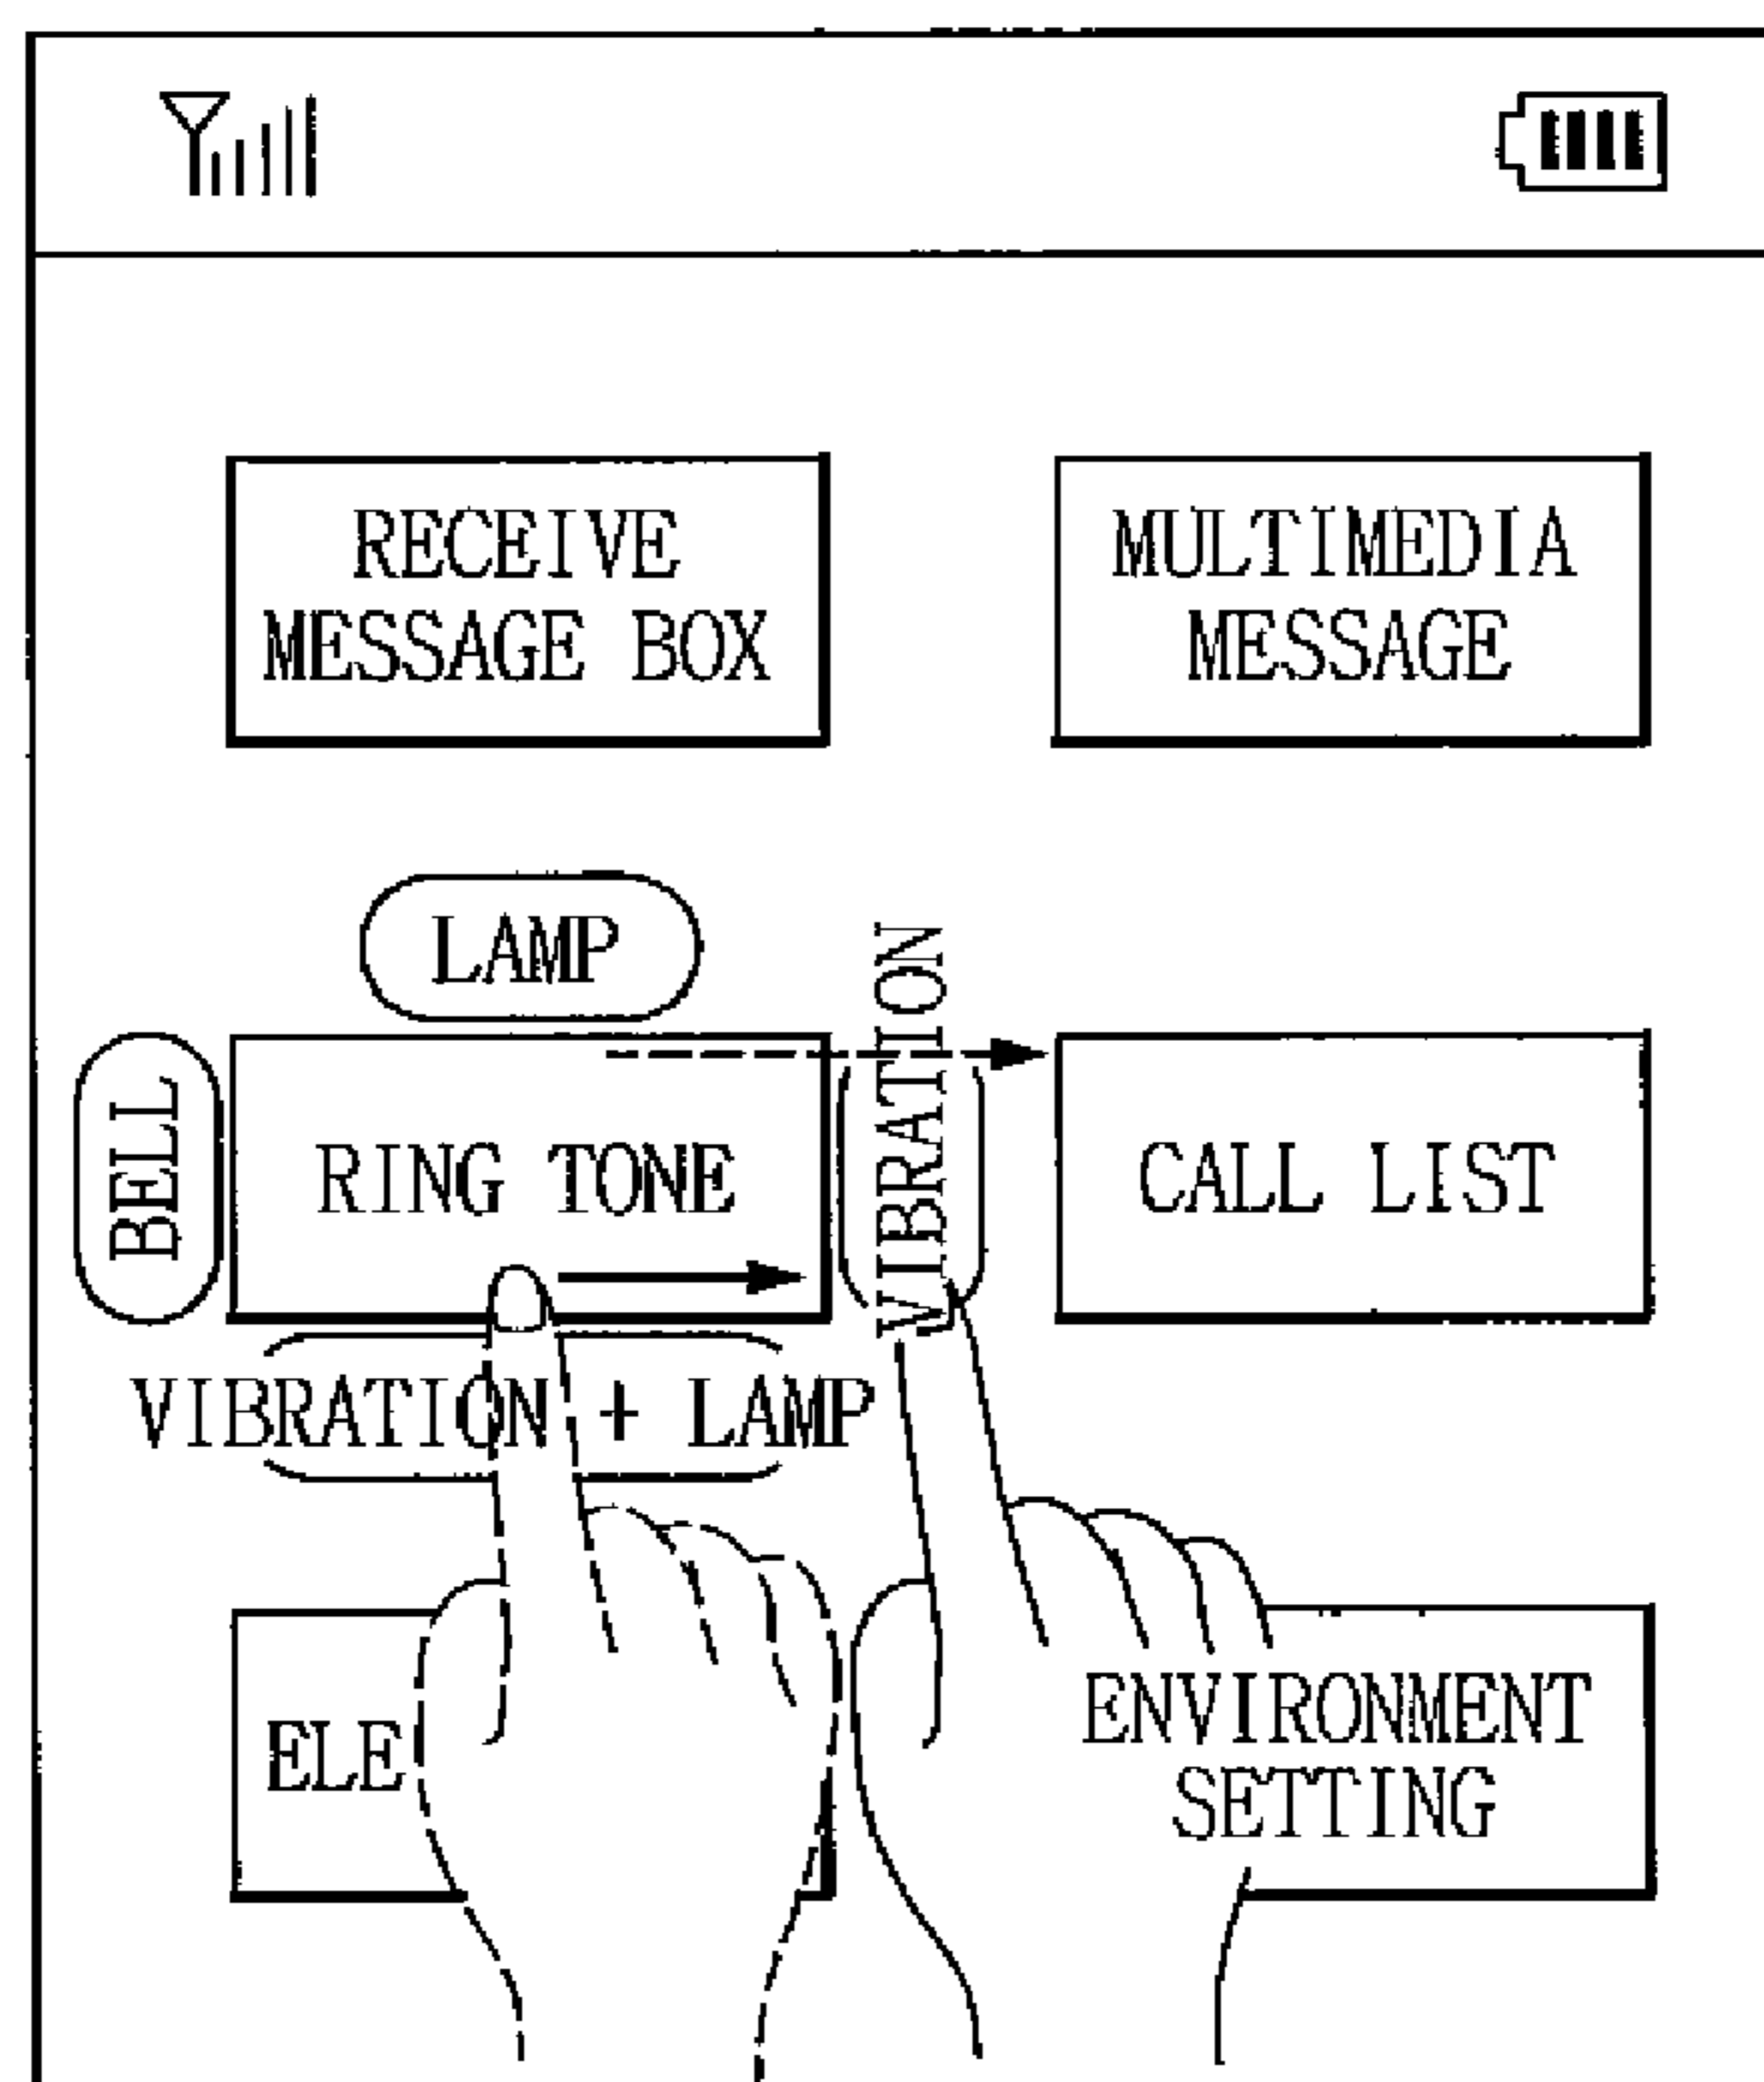 RECEIVE
MESSAGE BOX
MULTIMEDIA
MESSAGE
LAMP
BELL
RING TONE
VIBRATION
CALL LIST
VIBRATION + LAMP
ELE
ENVIRONMENT
SETTING